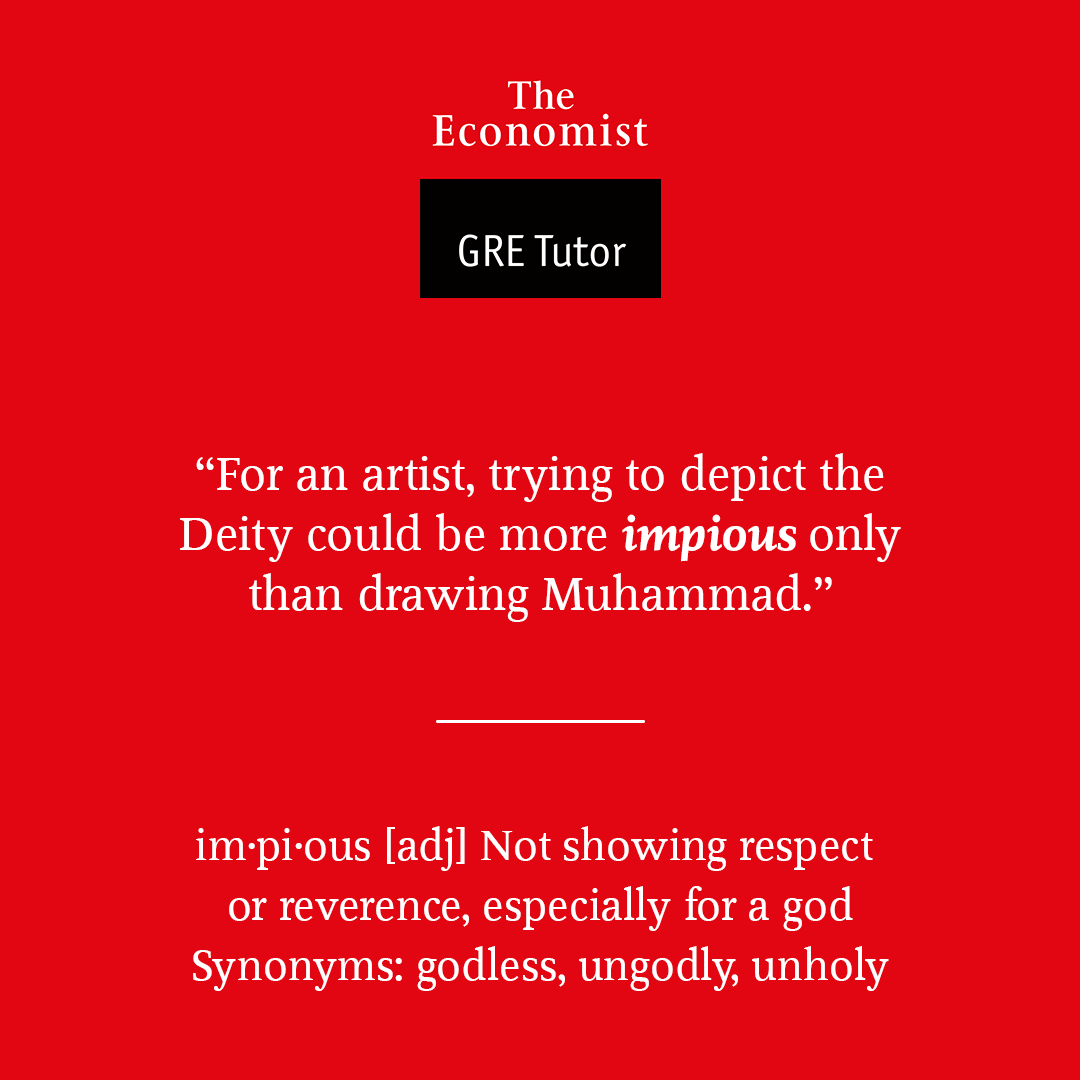 The
Economist
GRE Tutor
“For an artist, trying to depict the
Deity could be more impious only
than drawing Muhammad.”
im·pi·ous [adj] Not showing respect
or reverence, especially for a god
Synonyms: godless, ungodly, unholy